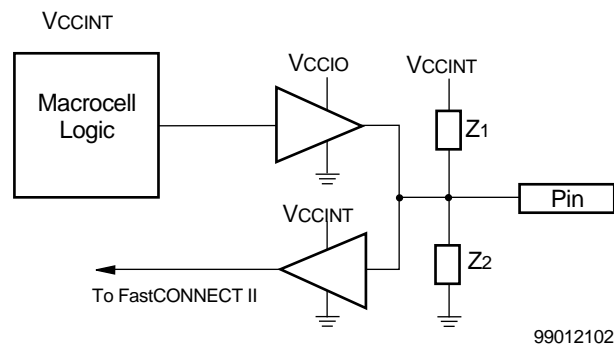 VCCINT
Macrocell
Logic
VCCIO
VCCINT
Z1
Pin
VCCINT
Z2
To FastCONNECT II
99012102